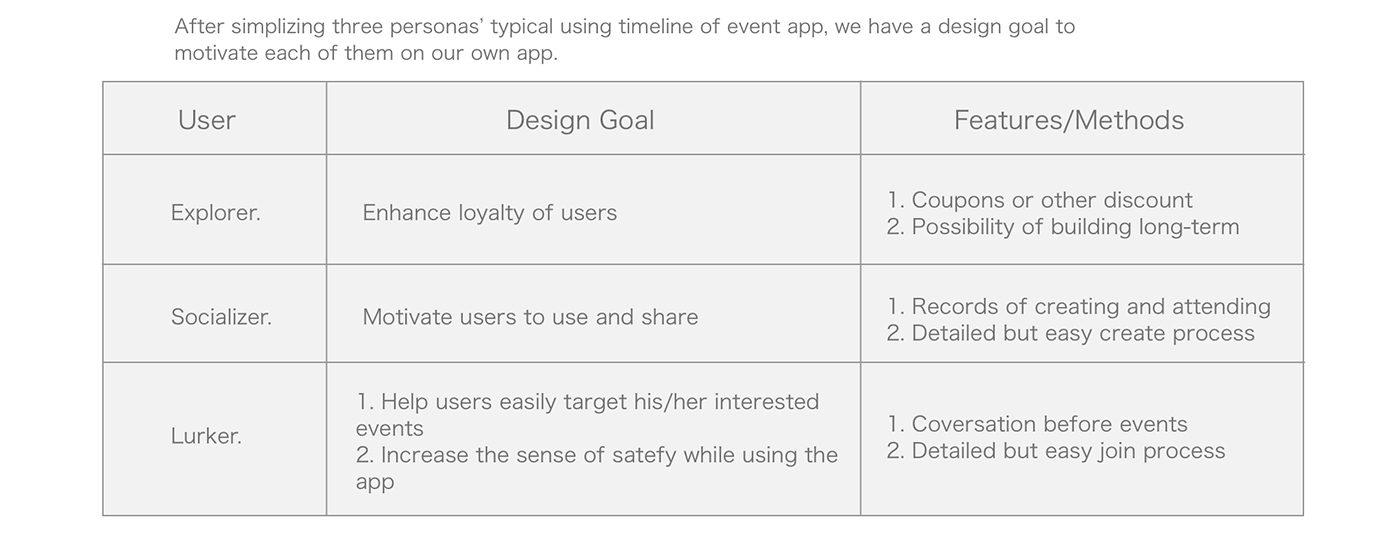 After simplizing three personas’ typical using timeline of event app, we have a design goal to
motivate each of them on our own app.
User
Design Goal
Features/Methods
Explorer.
Enhance loyalty of users
1. Coupons or other discount
2. Possibility of building long-term
Socializer.
Motivate users to use and share
1. Records of creating and attending
2. Detailed but easy create process
Lurker.
1. Help users easily target his/her interested
events
2. Increase the sense of satefy while using the
app
1. Coversation before events
2. Detailed but easy join process